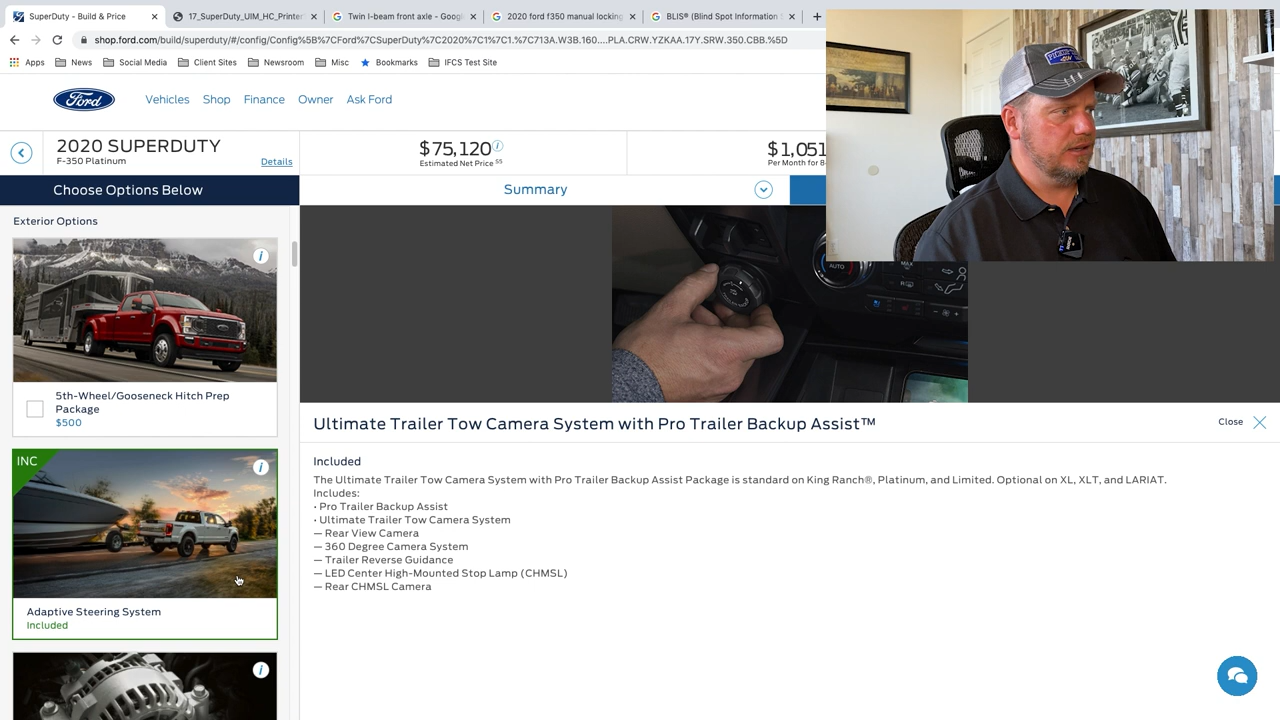 SuperDuty - Build & Price
17_SuperDuty_UIM_HC_Printer
Twin I-beam front axle - Goog
2020 ford f350 manual locking
BLIS® (Blind Spot Information
shop.ford.com/build/superduty/#/config/Config%5B%7CFord%7CSuperDuty%7C2020%7C1%7C1.%7C713A.W3B.160....PLA.CRW.YZKAA.17Y.SRW.350.CBB.%5D
Apps
News
Social Media
Client Sites
Newsroom
Misc
Bookmarks
IFCS Test Site
Ford
Vehicles
Shop
Finance
Owner
Ask Ford
2020 SUPERDUTY
F-350 Platinum
Details
$75,120
Estimated Net Price
$1,051
Per Month for 8
Choose Options Below
Summary
Exterior Options
5th-Wheel/Gooseneck Hitch Prep
Package
$500
INC
Adaptive Steering System
Included
AUTO
MAX
Ultimate Trailer Tow Camera System with Pro Trailer Backup Assist™
Close
Included
The Ultimate Trailer Tow Camera System with Pro Trailer Backup Assist Package is standard on King Ranch®, Platinum, and Limited. Optional on XL, XLT, and LARIAT.
Includes:
• Pro Trailer Backup Assist
• Ultimate Trailer Tow Camera System
— Rear View Camera
— 360 Degree Camera System
— Trailer Reverse Guidance
— LED Center High-Mounted Stop Lamp (CHMSL)
— Rear CHMSL Camera